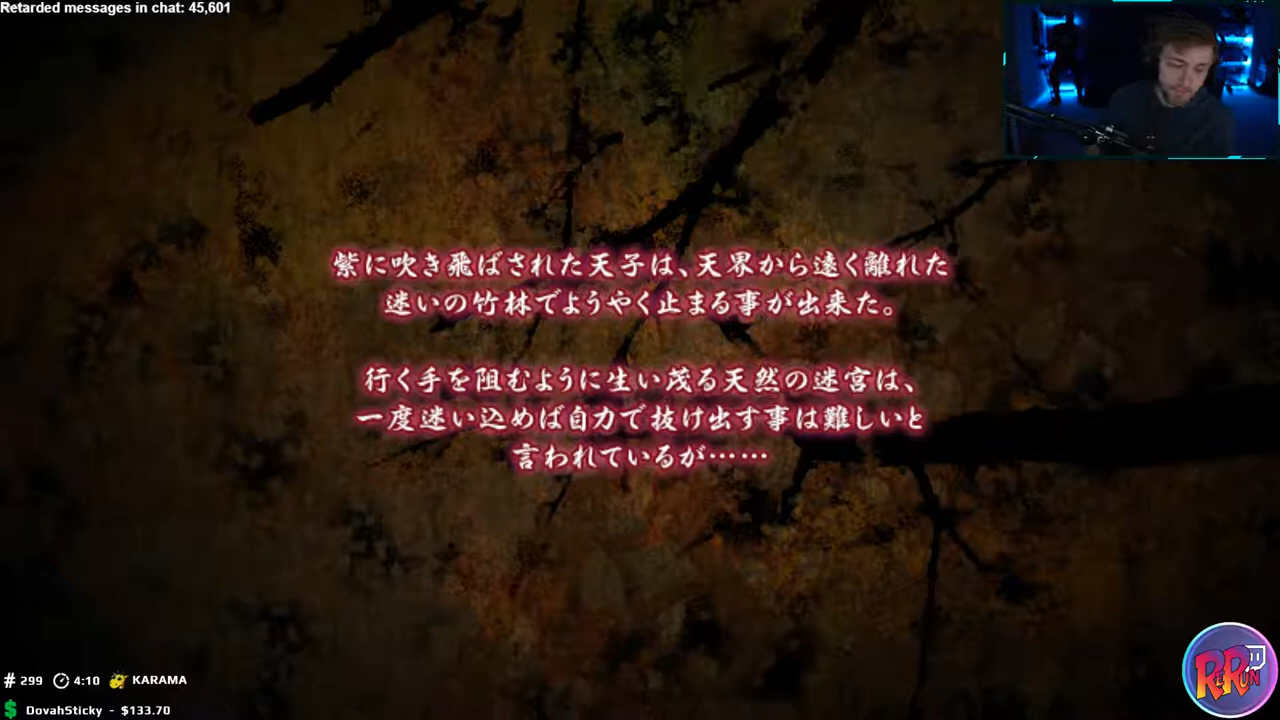 Retarded messages in chat: 45,601
紫に吹き飛ばされた天子は、天界から遠く離れた
迷いの竹林でようやく止まる事が出来た。
行く手を阻むように生い茂る天然の迷宮は、
一度迷い込めば自力で抜け出す事は難しいと
言われているが……
# 299 4:10 KARAMA
$ DovahSticky - $133.70
RERUN